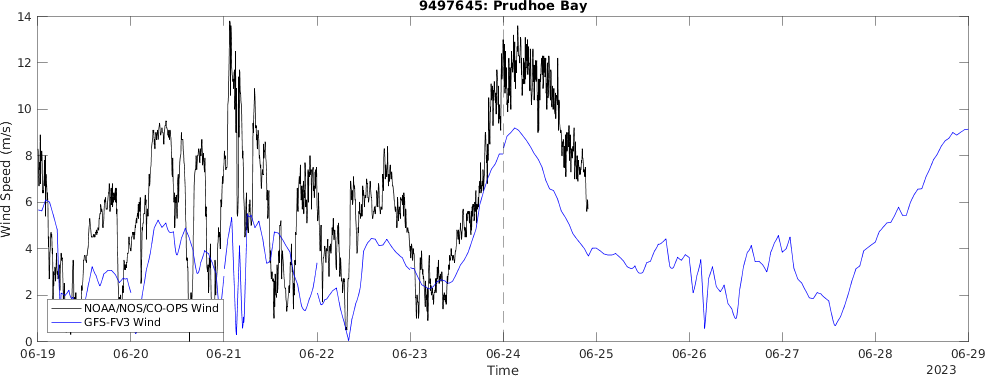 9497645: Prudhoe Bay
14
12
10
8
6
4
2
0
Wind Speed (m/s)
NOAA/NOS/CO-OPS Wind
GFS-FV3 Wind
06-19 06-20 06-21 06-22 06-23 06-24 06-25 06-26 06-27 06-28 06-29
Time
2023